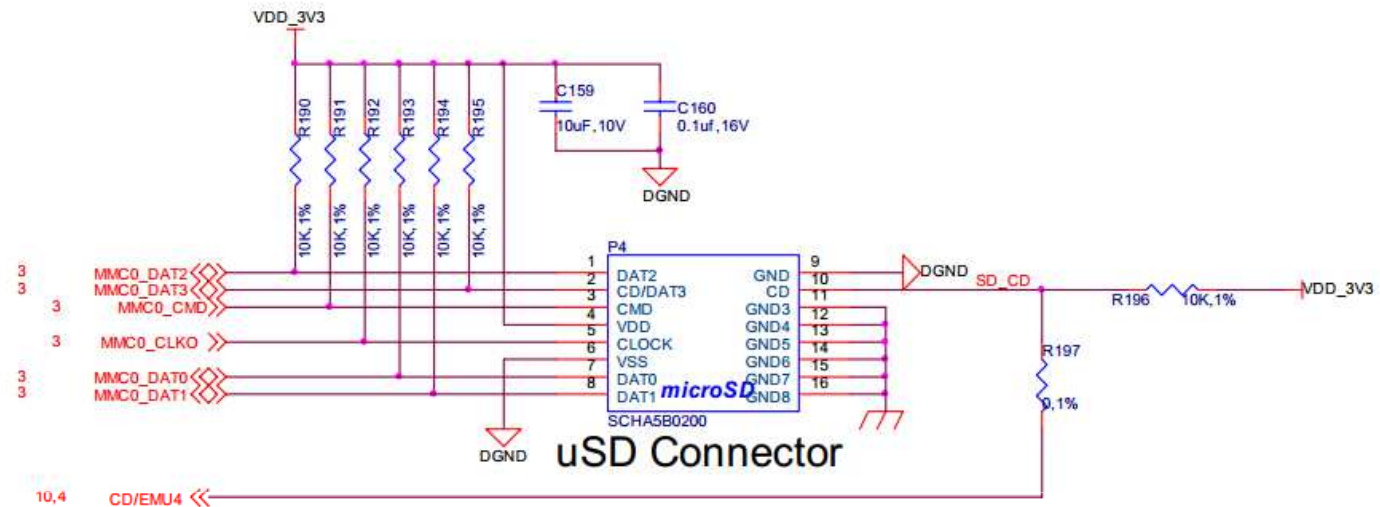 VDD_3V3
R190
R191
R192
R193
R194
R195
10K,1%
10K,1%
10K,1%
10K,1%
10K,1%
10K,1%
C159
10uF,10V
C160
0.1uf,16V
DGND
3 MMC0_DAT2
3 MMC0_DAT3
3 MMC0_CMD
3 MMC0_CLKO
3 MMC0_DAT0
3 MMC0_DAT1
P4
1 DAT2
2 CD/DAT3
3 CMD
4 VDD
5 CLOCK
6 VSS
7 DAT0
8 DAT1
microSD
GND 9
CD 10
GND3 11
GND4 12
GND5 13
GND6 14
GND7 15
GND8 16
SCHA5B0200
DGND
SD_CD
R196 10K,1%
VDD_3V3
R197
0,1%
DGND
uSD Connector
10,4 CD/EMU4